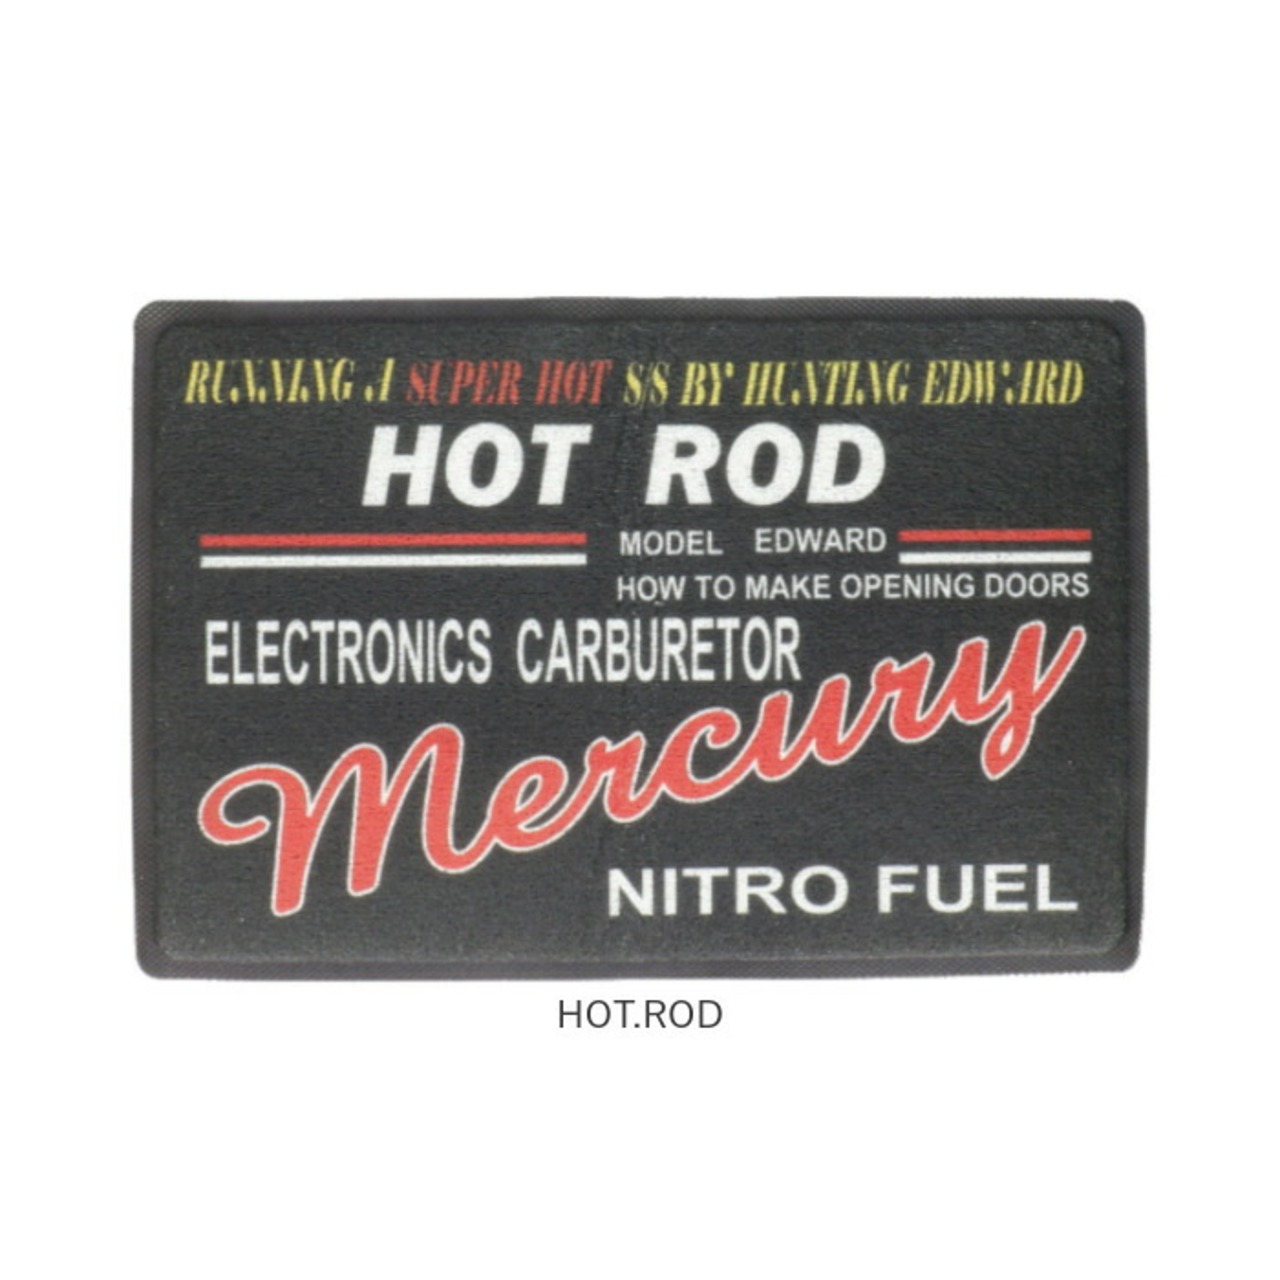 RUNNING A SUPER HOT S/S BY HUNTING EDWARD
HOT ROD
MODEL EDWARD
HOW TO MAKE OPENING DOORS
ELECTRONICS CARBURETOR
Mercury
NITRO FUEL
HOT.ROD